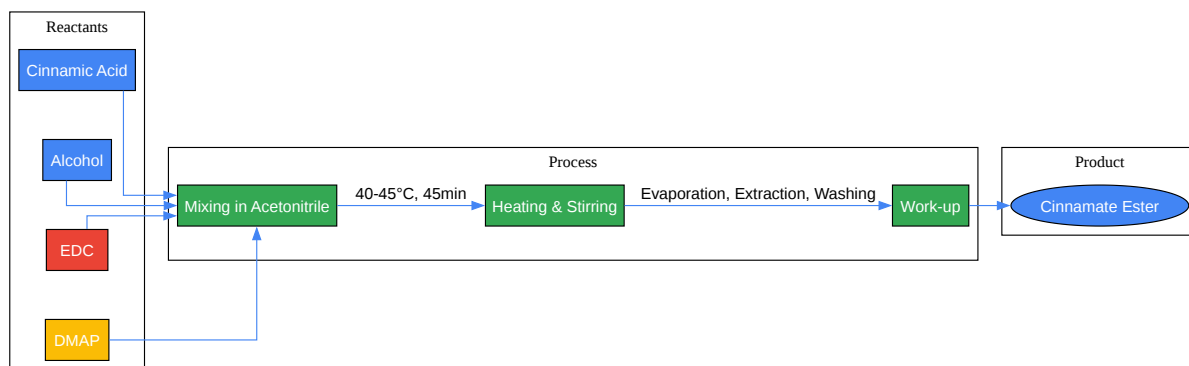 Reactants
Cinnamic Acid
Alcohol
EDC
DMAP
Process
Mixing in Acetonitrile
40-45°C, 45min
Heating & Stirring
Evaporation, Extraction, Washing
Work-up
Product
Cinnamate Ester